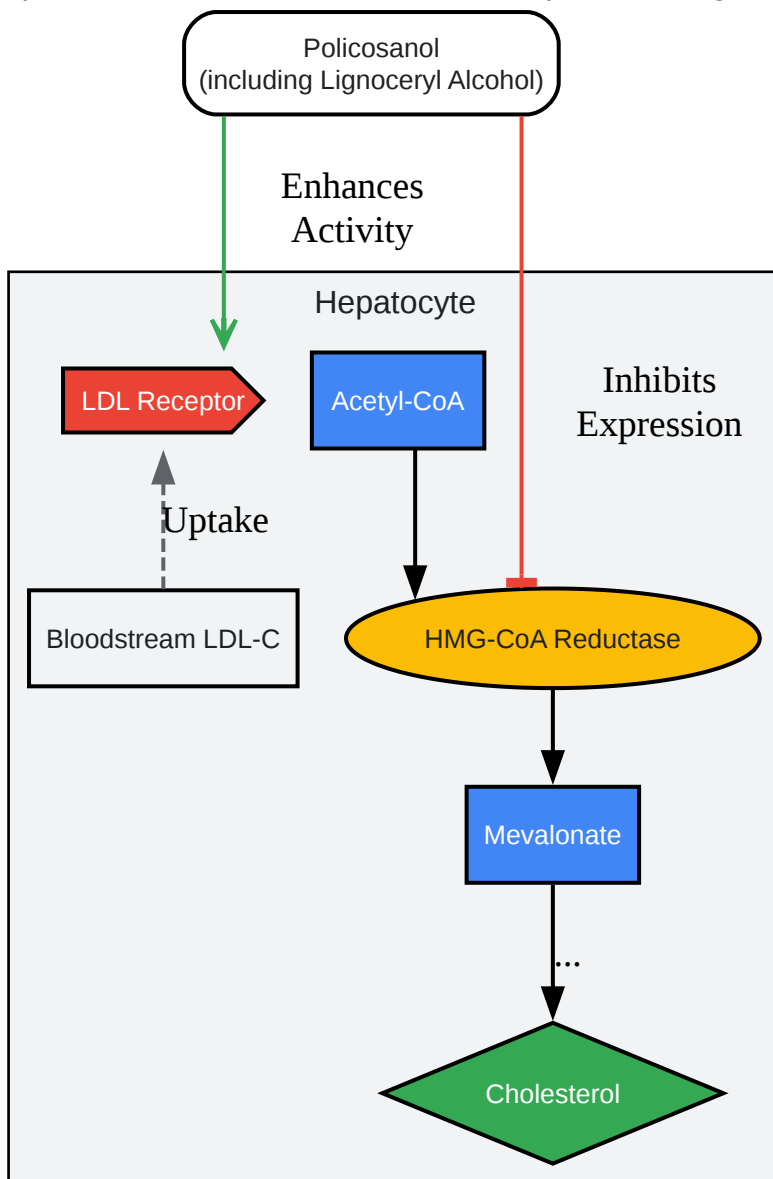 Policosanol
(including Lignoceryl Alcohol)
Enhances
Activity
Hepatocyte
LDL Receptor
Acetyl-CoA
Inhibits
Expression
Uptake
Bloodstream LDL-C
HMG-CoA Reductase
Mevalonate
...
Cholesterol